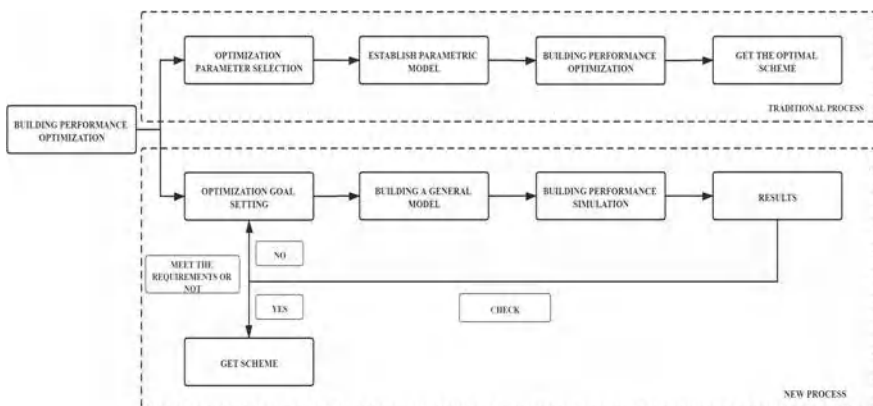 OPTIMIZATION
PARAMETER SELECTION
ESTABLISH PARAMETRIC
MODEL
BUILDING PERFORMANCE
OPTIMIZATION
GET THE OPTIMAL
SCHEME
TRADITIONAL PROCESS
BUILDING PERFORMANCE
OPTIMIZATION
OPTIMIZATION GOAL
SETTING
BUILDING A GENERAL
MODEL
BUILDING PERFORMANCE
SIMULATION
RESULTS
NO
MEET THE
REQUIREMENTS OR
NOT
YES
CHECK
GET SCHEME
NEW PROCESS